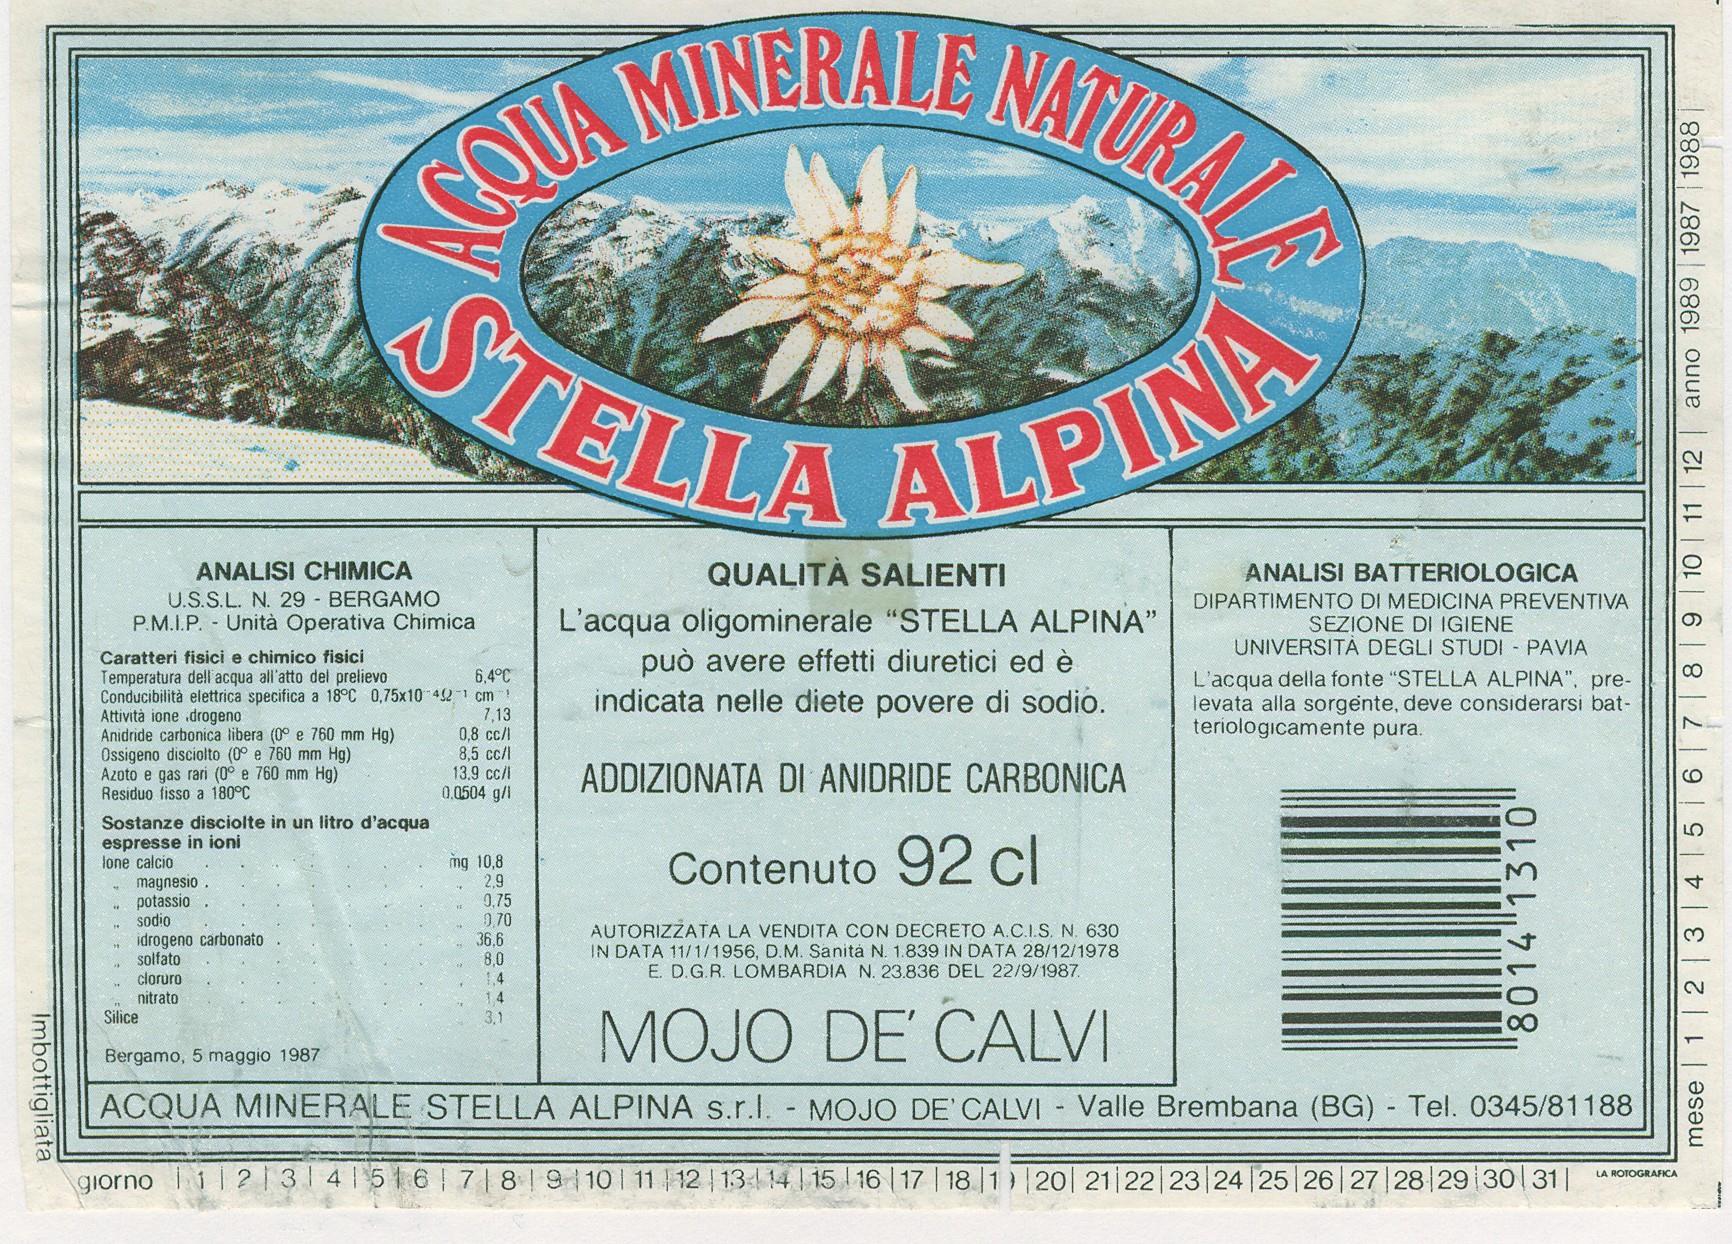 ACQUA MINERALE NATURALE
STELLA ALPINA
ANALISI CHIMICA
U.S.S.L. N. 29 - BERGAMO
P.M.I.P. - Unità Operativa Chimica
Caratteri fisici e chimico fisici
Temperatura dell'acqua all'atto del prelievo 6,4ºC
Conducibilità elettrica specifica a 18ºC 0,75x10⁻⁴Ω⁻¹ cm⁻¹
Attività ione idrogeno 7,13
Anidride carbonica libera (0º e 760 mm Hg) 0,8 cc/l
Ossigeno disciolto (0º e 760 mm Hg) 8,5 cc/l
Azoto e gas rari (0º e 760 mm Hg) 13,9 cc/l
Residuo fisso a 180ºC 0,0504 g/l
Sostanze disciolte in un litro d'acqua
espresse in ioni
Ione calcio . . . . . . mg 10,8
„ magnesio . . . . . . „ 2,9
„ potassio . . . . . . „ 0,75
„ sodio . . . . . . „ 0,70
„ idrogeno carbonato . . . . „ 36,6
„ solfato . . . . . . „ 8,0
„ cloruro . . . . . . „ 1,4
„ nitrato . . . . . . „ 1,4
Silice . . . . . . „ 3,1
Bergamo, 5 maggio 1987
QUALITÀ SALIENTI
L'acqua oligominerale “STELLA ALPINA”
può avere effetti diuretici ed è
indicata nelle diete povere di sodio.
ADDIZIONATA DI ANIDRIDE CARBONICA
Contenuto 92 cl
AUTORIZZATA LA VENDITA CON DECRETO A.C.I.S. N. 630
IN DATA 11/1/1956, D.M. Sanità N. 1.839 IN DATA 28/12/1978
E. D.G.R. LOMBARDIA N. 23.836 DEL 22/9/1987.
MOJO DE' CALVI
ANALISI BATTERIOLOGICA
DIPARTIMENTO DI MEDICINA PREVENTIVA
SEZIONE DI IGIENE
UNIVERSITÀ DEGLI STUDI - PAVIA
L'acqua della fonte “STELLA ALPINA”, pre-
levata alla sorgente, deve considerarsi bat-
teriologicamente pura.
8014 1310
ACQUA MINERALE STELLA ALPINA s.r.l. - MOJO DE' CALVI - Valle Brembana (BG) - Tel. 0345/81188
Imbottigliata
giorno | 1 | 2 | 3 | 4 | 5 | 6 | 7 | 8 | 9 | 10 | 11 | 12 | 13 | 14 | 15 | 16 | 17 | 18 | 19 | 20 | 21 | 22 | 23 | 24 | 25 | 26 | 27 | 28 | 29 | 30 | 31 |
mese | 1 | 2 | 3 | 4 | 5 | 6 | 7 | 8 | 9 | 10 | 11 | 12 | anno 1989 | 1987 | 1988 |
LA ROTOGRAFICA